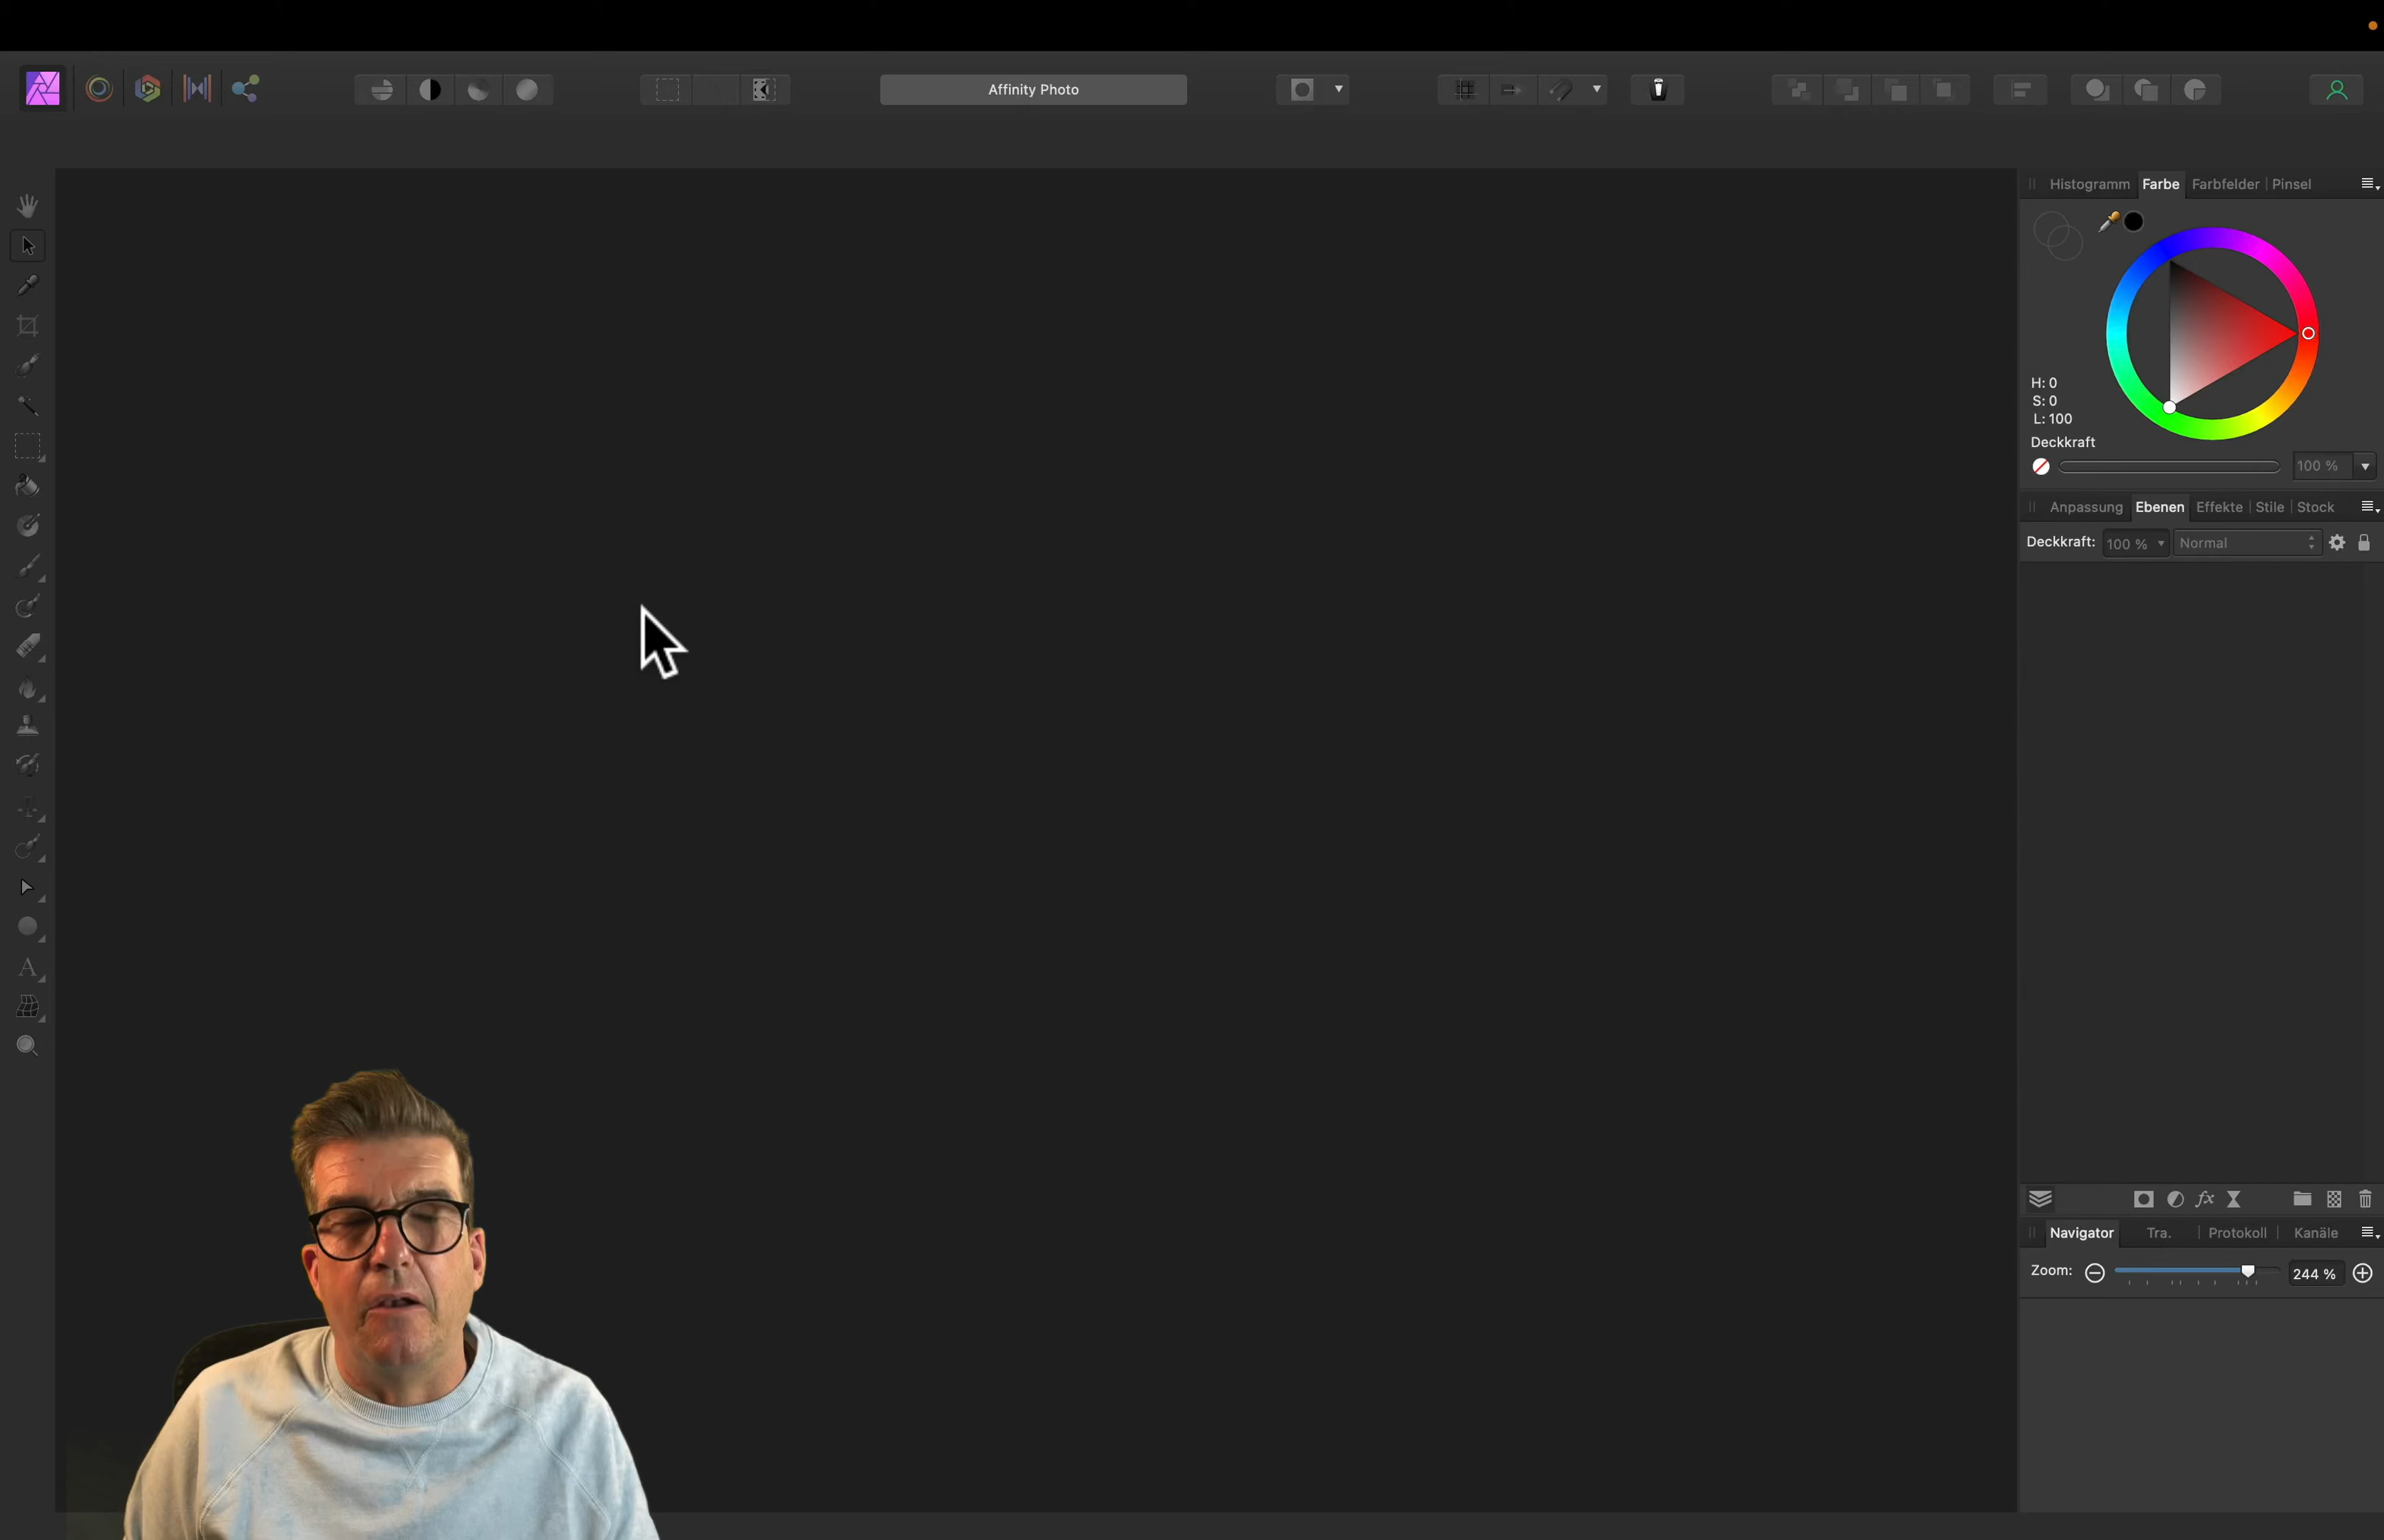 Affinity Photo
Histogramm Farbe Farbfelder Pinsel
H: 0
S: 0
L: 100
Deckkraft
100 %
Anpassung Ebenen Effekte Stile Stock
Deckkraft: 100 % Normal
fx
Navigator Tra. Protokoll Kanäle
Zoom: 244 %